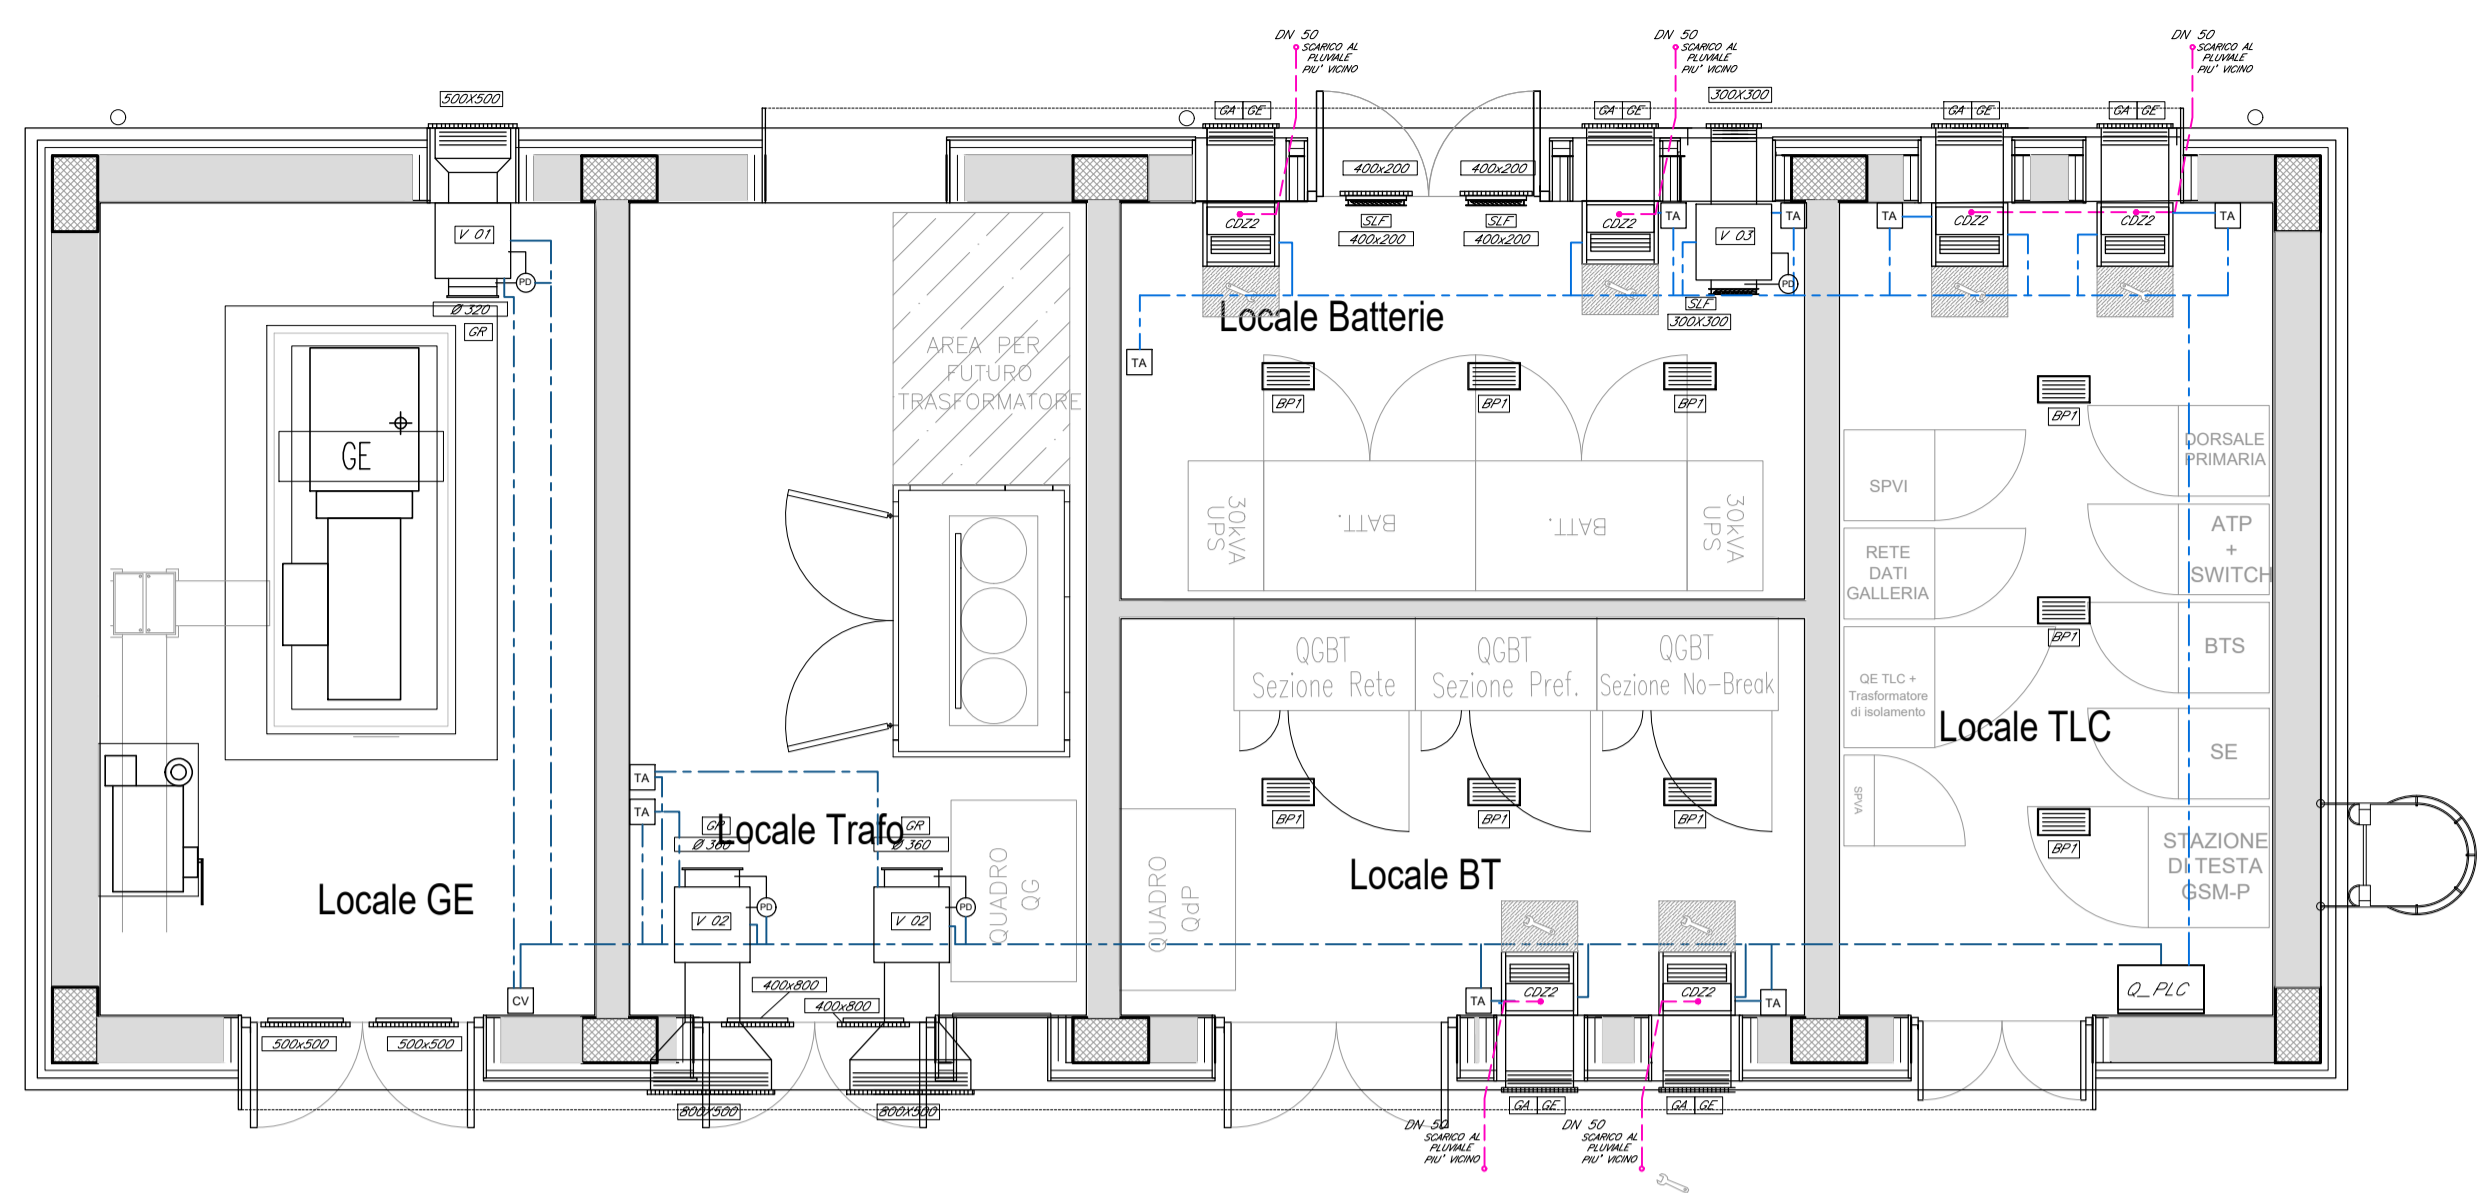 DN 50
SCARICO AL
PLUVIALE
PIU' VICINO
DN 50
SCARICO AL
PLUVIALE
PIU' VICINO
DN 50
SCARICO AL
PLUVIALE
PIU' VICINO
500X500
GA GE
GA GE
300X300
GA GE
GA GE
400x200
400x200
V 01
CDZ2
SLF
400x200
SLF
400x200
CDZ2
TA
V 03
TA
TA
CDZ2
CDZ2
TA
PD
PD
Ø 320
GR
SLF
300X300
Locale Batterie
AREA PER
FUTURO
TRASFORMATORE
TA
BP1
BP1
BP1
BP1
GE
DORSALE
PRIMARIA
SPVI
30kVA
UPS
BATT.
BATT.
30kVA
UPS
ATP
+
SWITCH
RETE
DATI
GALLERIA
BP1
BTS
QGBT
Sezione Rete
QGBT
Sezione Pref.
QGBT
Sezione No-Break
QE TLC +
Trasformatore
di isolamento
Locale TLC
SE
SPVA
TA
TA
BP1
BP1
BP1
BP1
GR
Ø 360
Locale Trafo
GR
Ø 360
STAZIONE
DI TESTA
GSM-P
Locale GE
Locale BT
QUADRO
QG
QUADRO
QdP
V 02
PD
V 02
PD
CV
400x800
400x800
TA
CDZ2
CDZ2
TA
Q_PLC
500x500
500x500
800X500
800X500
GA GE
GA GE
DN 50
SCARICO AL
PLUVIALE
PIU' VICINO
DN 50
SCARICO AL
PLUVIALE
PIU' VICINO